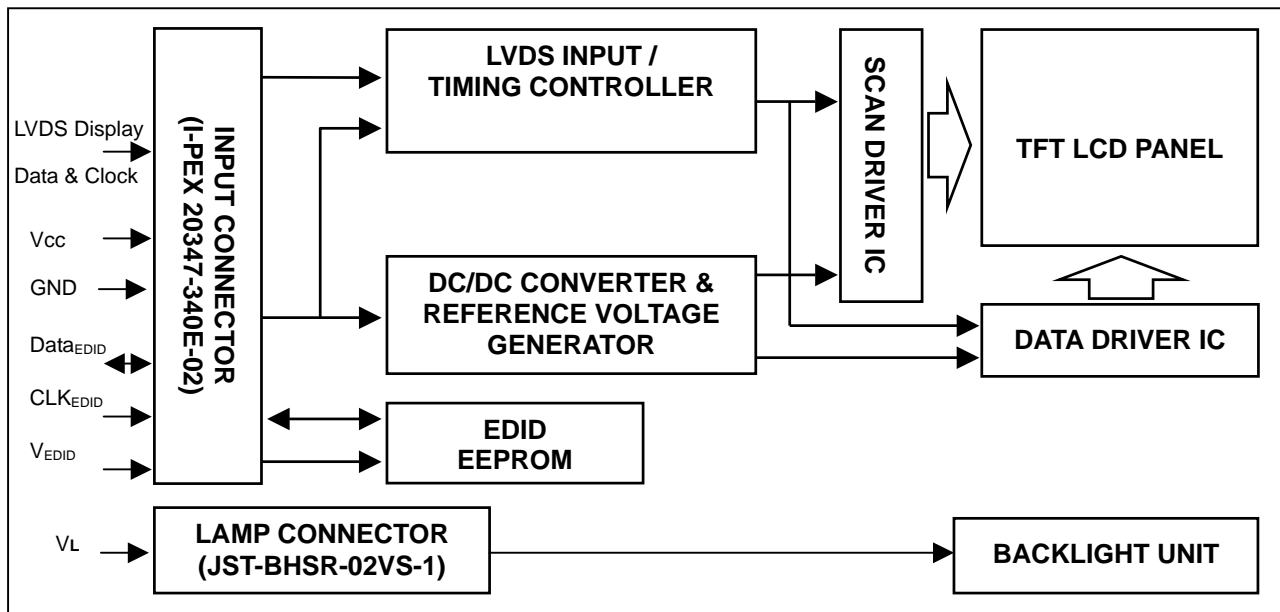 LVDS Display
Data & Clock
Vcc
GND
DataEDID
CLKEDID
VEDID
VL
INPUT CONNECTOR
(I-PEX 20347-340E-02)
LVDS INPUT /
TIMING CONTROLLER
DC/DC CONVERTER &
REFERENCE VOLTAGE
GENERATOR
EDID
EEPROM
LAMP CONNECTOR
(JST-BHSR-02VS-1)
SCAN DRIVER IC
TFT LCD PANEL
DATA DRIVER IC
BACKLIGHT UNIT